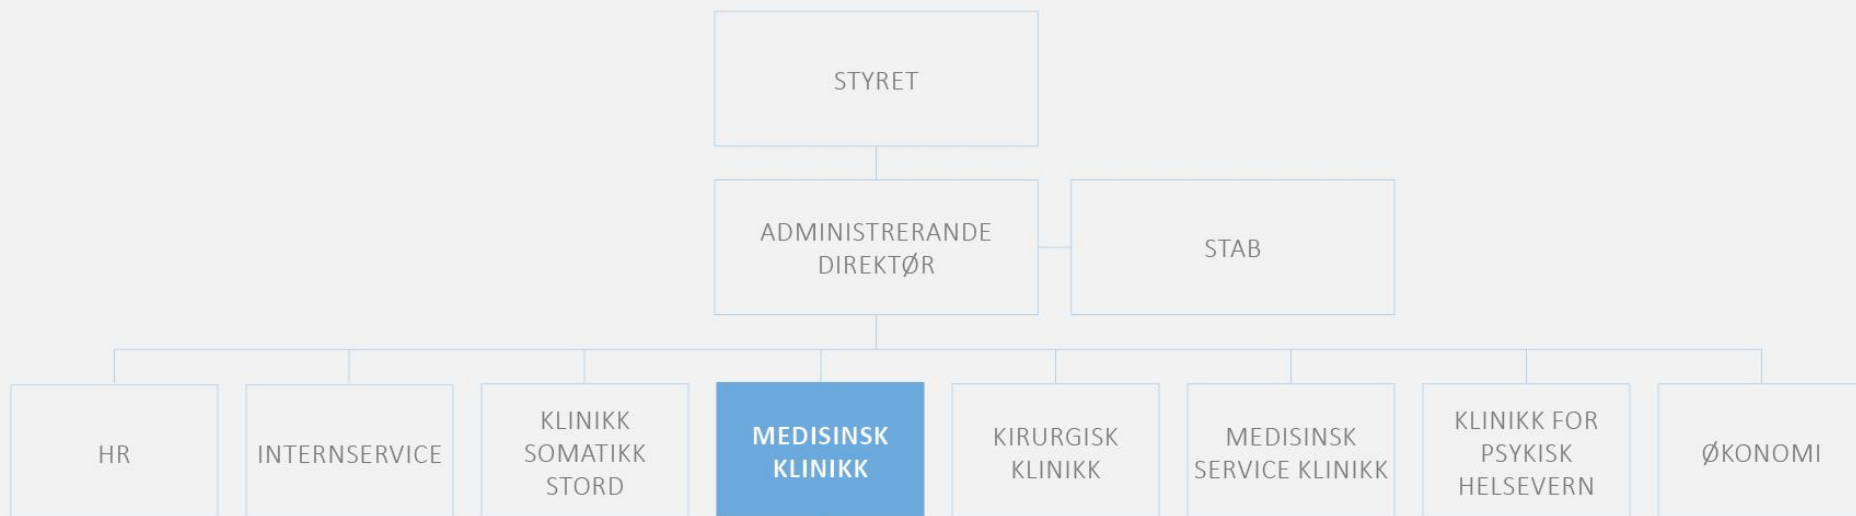 STYRET
ADMINISTRERANDE
DIREKTØR
STAB
HR
INTERNSERVICE
KLINIKK
SOMATIKK
STORD
MEDISINSK
KLINIKK
KIRURGISK
KLINIKK
MEDISINSK
SERVICE KLINIKK
KLINIKK FOR
PSYKISK
HELSEVERN
ØKONOMI